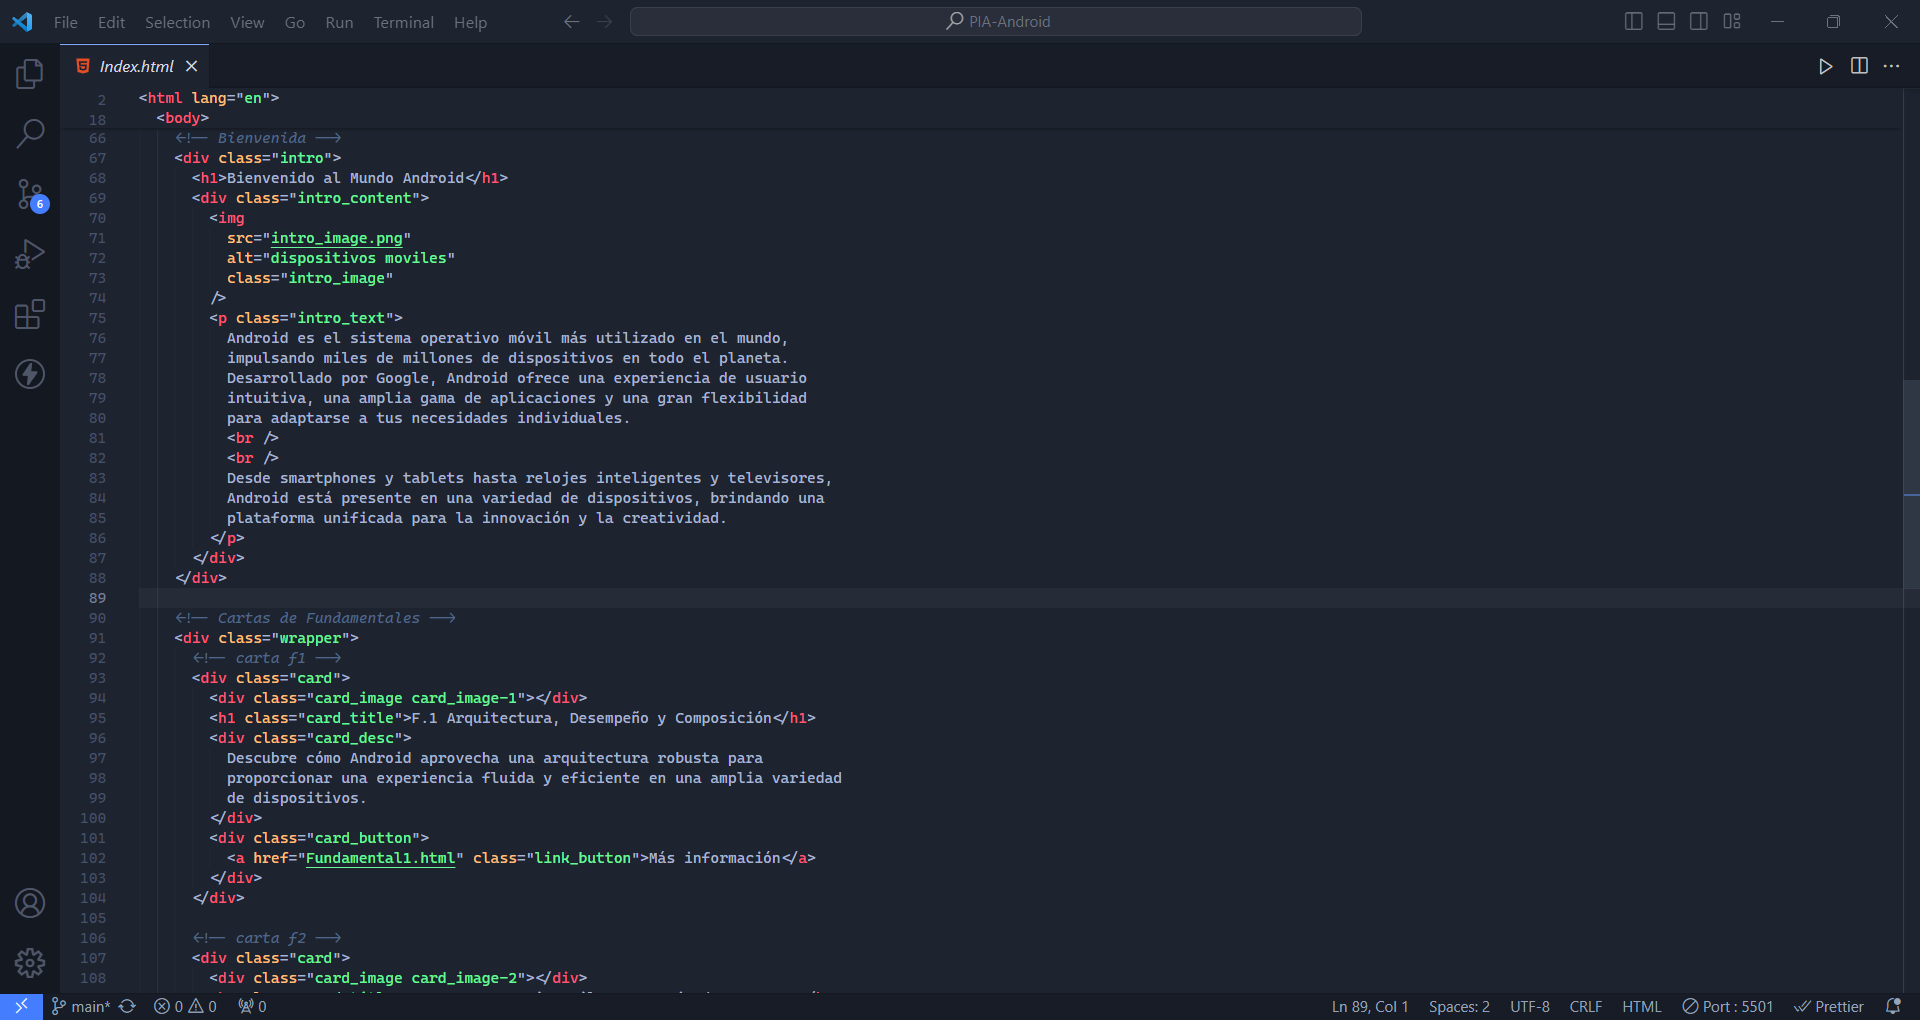 File Edit Selection View Go Run Terminal Help
PIA-Android
Index.html
2 <html lang="en">
18 <body>
66 <!-- Bienvenida -->
67 <div class="intro">
68 <h1>Bienvenido al Mundo Android</h1>
69 <div class="intro_content">
70 <img
71 src="intro_image.png"
72 alt="dispositivos moviles"
73 class="intro_image"
74 />
75 <p class="intro_text">
76 Android es el sistema operativo móvil más utilizado en el mundo,
77 impulsando miles de millones de dispositivos en todo el planeta.
78 Desarrollado por Google, Android ofrece una experiencia de usuario
79 intuitiva, una amplia gama de aplicaciones y una gran flexibilidad
80 para adaptarse a tus necesidades individuales.
81 <br />
82 <br />
83 Desde smartphones y tablets hasta relojes inteligentes y televisores,
84 Android está presente en una variedad de dispositivos, brindando una
85 plataforma unificada para la innovación y la creatividad.
86 </p>
87 </div>
88 </div>
89
90 <!-- Cartas de Fundamentales -->
91 <div class="wrapper">
92 <!-- carta f1 -->
93 <div class="card">
94 <div class="card_image card_image-1"></div>
95 <h1 class="card_title">F.1 Arquitectura, Desempeño y Composición</h1>
96 <div class="card_desc">
97 Descubre cómo Android aprovecha una arquitectura robusta para
98 proporcionar una experiencia fluida y eficiente en una amplia variedad
99 de dispositivos.
100 </div>
101 <div class="card_button">
102 <a href="Fundamental1.html" class="link_button">Más información</a>
103 </div>
104 </div>
105
106 <!-- carta f2 -->
107 <div class="card">
108 <div class="card_image card_image-2"></div>
6
main* 0 0 0 Ln 89, Col 1 Spaces: 2 UTF-8 CRLF HTML Port : 5501 Prettier